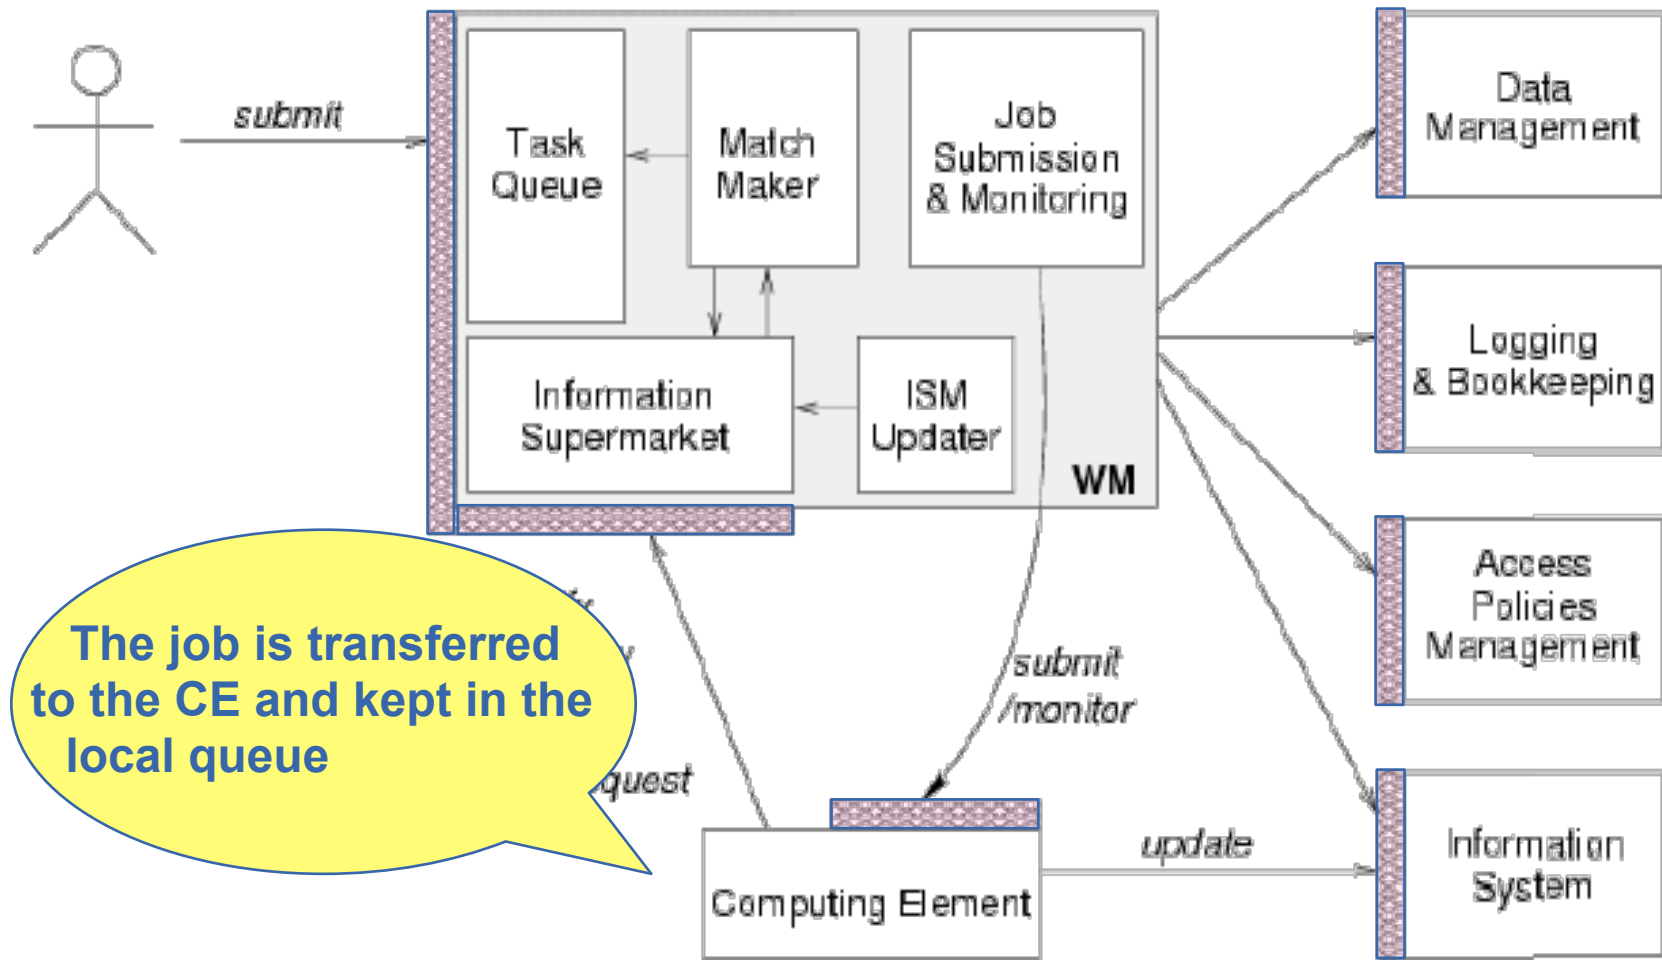 submit
Task
Queue
Match
Maker
Job
Submission
& Monitoring
Data
Management
Logging
& Bookkeeping
Information
Supermarket
ISM
Updater
WM
Access
Policies
Management
The job is transferred
to the CE and kept in the
local queue
submit
/monitor
quest
update
Computing Element
Information
System